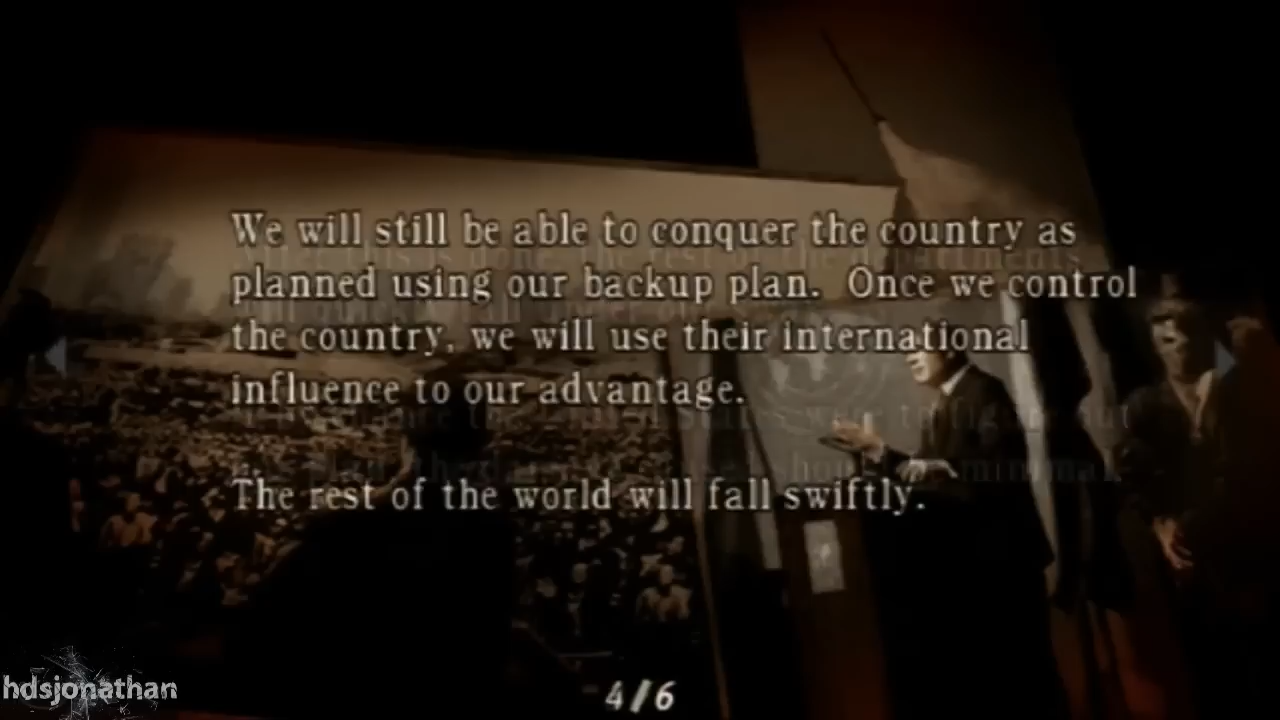 We will still be able to conquer the country as
planned using our backup plan. Once we control
the country, we will use their international
influence to our advantage.
The rest of the world will fall swiftly.
4/6
hdsjonathan